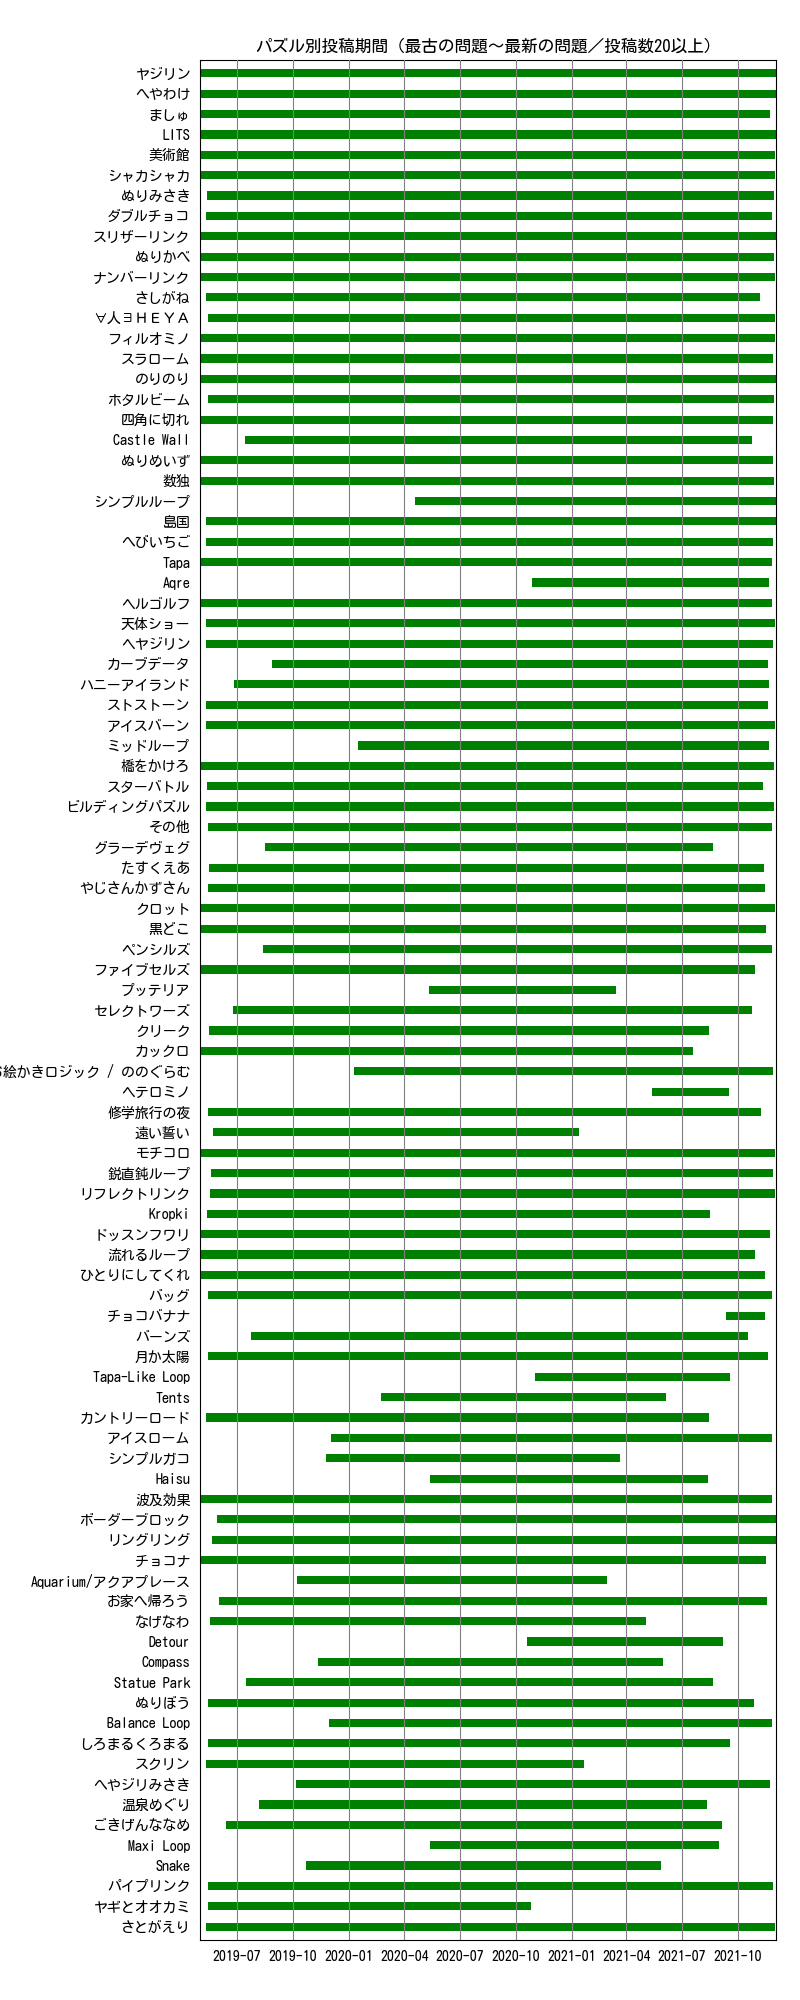 パズル別投稿期間（最古の問題～最新の問題／投稿数20以上）
ヤジリン
へやわけ
ましゅ
LITS
美術館
シャカシャカ
ぬりみさき
ダブルチョコ
スリザーリンク
ぬりかべ
ナンバーリンク
さしがね
∀人∃ＨＥＹＡ
フィルオミノ
スラローム
のりのり
ホタルビーム
四角に切れ
Castle Wall
ぬりめいず
数独
シンプルループ
島国
へびいちご
Tapa
Aqre
ヘルゴルフ
天体ショー
ヘヤジリン
カーブデータ
ハニーアイランド
ストストーン
アイスバーン
ミッドループ
橋をかけろ
スターバトル
ビルディングパズル
その他
グラーデヴェグ
たすくえあ
やじさんかずさん
クロット
黒どこ
ペンシルズ
ファイブセルズ
プッテリア
セレクトワーズ
クリーク
カックロ
絵かきロジック / ののぐらむ
ヘテロミノ
修学旅行の夜
遠い誓い
モチコロ
鋭直鈍ループ
リフレクトリンク
Kropki
ドッスンフワリ
流れるループ
ひとりにしてくれ
バッグ
チョコバナナ
バーンズ
月か太陽
Tapa-Like Loop
Tents
カントリーロード
アイスローム
シンプルガコ
Haisu
波及効果
ボーダーブロック
リングリング
チョコナ
Aquarium/アクアプレース
お家へ帰ろう
なげなわ
Detour
Compass
Statue Park
ぬりぼう
Balance Loop
しろまるくろまる
スクリン
へやジリみさき
温泉めぐり
ごきげんななめ
Maxi Loop
Snake
パイプリンク
ヤギとオオカミ
さとがえり
2019-07 2019-10 2020-01 2020-04 2020-07 2020-10 2021-01 2021-04 2021-07 2021-10